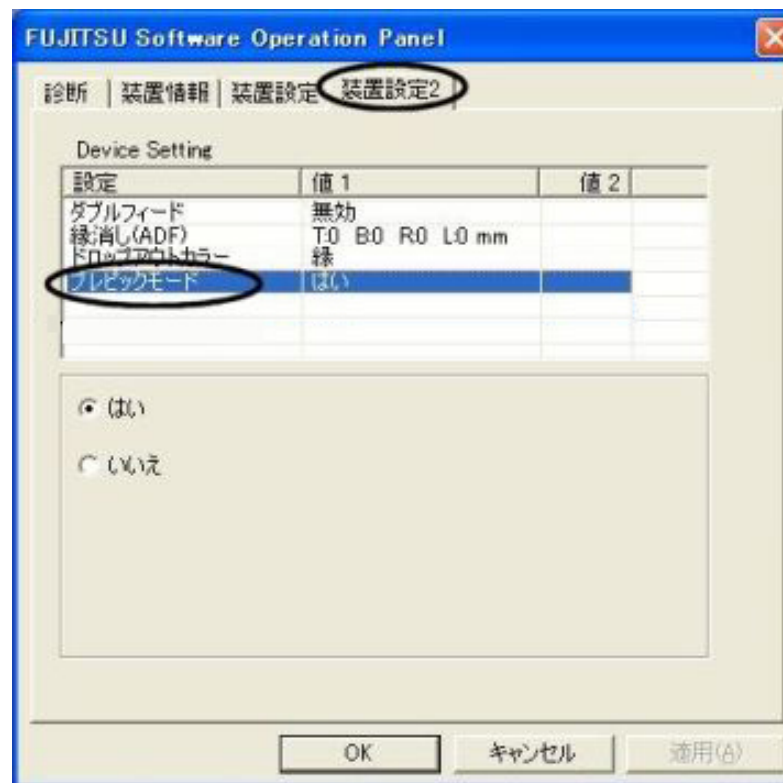 FUJITSU Software Operation Panel
診断 装置情報 装置設定 装置設定2
Device Setting
設定 値 1 値 2
ダブルフィード 無効
縁消し(ADF) T:0 B:0 R:0 L:0 mm
ドロップアウトカラー 緑
プレピックモード はい
はい
いいえ
OK キャンセル 適用(A)